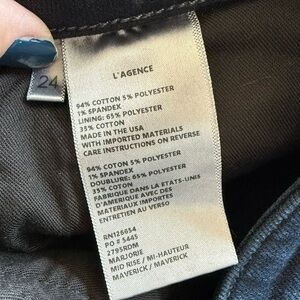 24
L'AGENCE
94% COTTON 5% POLYESTER
1% SPANDEX
LINING: 65% POLYESTER
35% COTTON
MADE IN THE USA
WITH IMPORTED MATERIALS
CARE INSTRUCTIONS ON REVERSE
94% COTON 5% POLYESTER
1% SPANDEX
DOUBLURE: 65% POLYESTER
35% COTON
FABRIQUE DANS LA ETATS-UNIS
D'AMERIQUE AVEC DES
MATERIAUX IMPORTES
ENTRETIEN AU VERSO
RN126654
PO # 5445
2795RDM
MARJORIE
MID RISE / MI-HAUTEUR
MAVERICK / MAVERICK